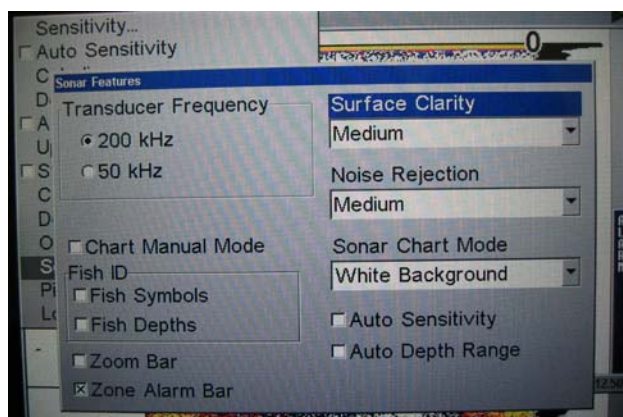 Sensitivity...
Auto Sensitivity
0
Sonar Features
Transducer Frequency
200 kHz
50 kHz
Surface Clarity
Medium
Noise Rejection
Medium
Chart Manual Mode
Sonar Chart Mode
White Background
Fish ID
Fish Symbols
Fish Depths
Auto Sensitivity
Auto Depth Range
Zoom Bar
Zone Alarm Bar
12.50